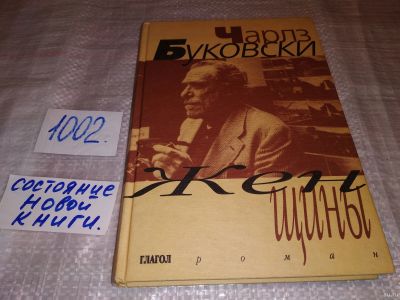 Чарлз
Буковски
1002.
состояние
новой
книги.
Жен
щины
ГЛАГОЛ роман